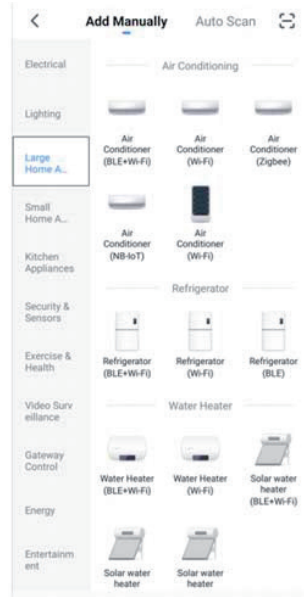 Add Manually
Auto Scan
Electrical
Lighting
Large
Home A...
Small
Home A...
Kitchen
Appliances
Security &
Sensors
Exercise &
Health
Video Surv
eillance
Gateway
Control
Energy
Entertainm
ent
Air Conditioning
Air
Conditioner
(BLE+Wi-Fi)
Air
Conditioner
(Wi-Fi)
Air
Conditioner
(Zigbee)
Air
Conditioner
(NB-IoT)
Air
Conditioner
(Wi-Fi)
Refrigerator
Refrigerator
(BLE+Wi-Fi)
Refrigerator
(Wi-Fi)
Refrigerator
(BLE)
Water Heater
Water Heater
(BLE+Wi-Fi)
Water Heater
(Wi-Fi)
Solar water
heater
(BLE+Wi-Fi)
Solar water
heater
Solar water
heater